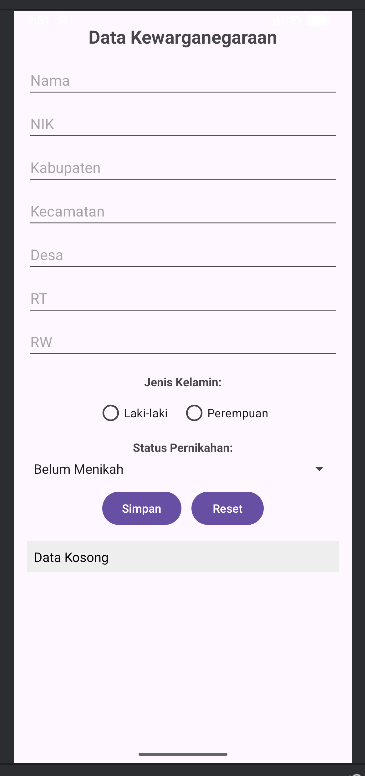 Data Kewarganegaraan
Nama
NIK
Kabupaten
Kecamatan
Desa
RT
RW
Jenis Kelamin:
Laki-laki Perempuan
Status Pernikahan:
Belum Menikah
Simpan Reset
Data Kosong